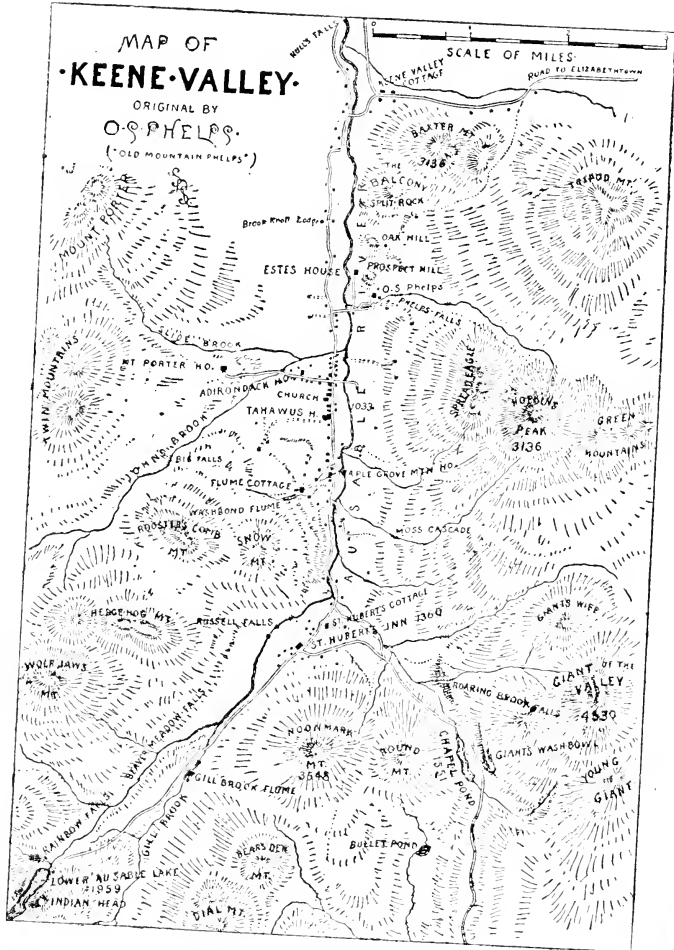 MAP OF
·KEENE·VALLEY·
ORIGINAL BY
O.S. PHELPS.
("OLD MOUNTAIN PHELPS")
HULL'S FALLS
SCALE OF MILES.
KEENE VALLEY
COTTAGE
ROAD TO ELIZABETHTOWN
BAXTER MT.
3136
THE
BALCONY
SPLIT ROCK
TRIPOD MT.
MOUNT PORTER
Brook Knoll Lodge
OAK HILL
ESTES HOUSE
PROSPECT HILL
O.S. Phelps
PHELPS FALLS
AUTSABLE RIVER
SLIDE BROOK
MT PORTER HO.
TWIN MOUNTAINS
ADIRONDACK HO
CHURCH
TAHAWUS H.
1033
SPREAD EAGLE
HOPKINS
PEAK
3136
GREEN
MOUNTAINS
JOHNS BROOK
BIG FALLS
MAPLE GROVE MTN HO.
FLUME COTTAGE
WASHBOND FLUME
ROOSTERS COMB
MT.
SNOW
MT.
MOSS CASCADE
HEDGEHOG MT.
RUSSELL FALLS
ST. HUBERTS COTTAGE
ST. HUBERTS INN 1360
GIANTS WIFE
WOLF JAWS
MT.
GIANT OF THE
VALLEY
4530
ROARING BROOK FALLS
BEAVE MEADOW FALLS
NOONMARK
MT.
3548
ROUND
MT.
CHAPEL POND
1551
GIANTS WASHBOWL
YOUNG
GIANT
GILL BROOK FLUME
RAINBOW FALLS
GILL BROOK
BEARS DEN
MT.
BULLET POND
LOWER AUSABLE LAKE
1959
INDIAN HEAD
DIAL MT.